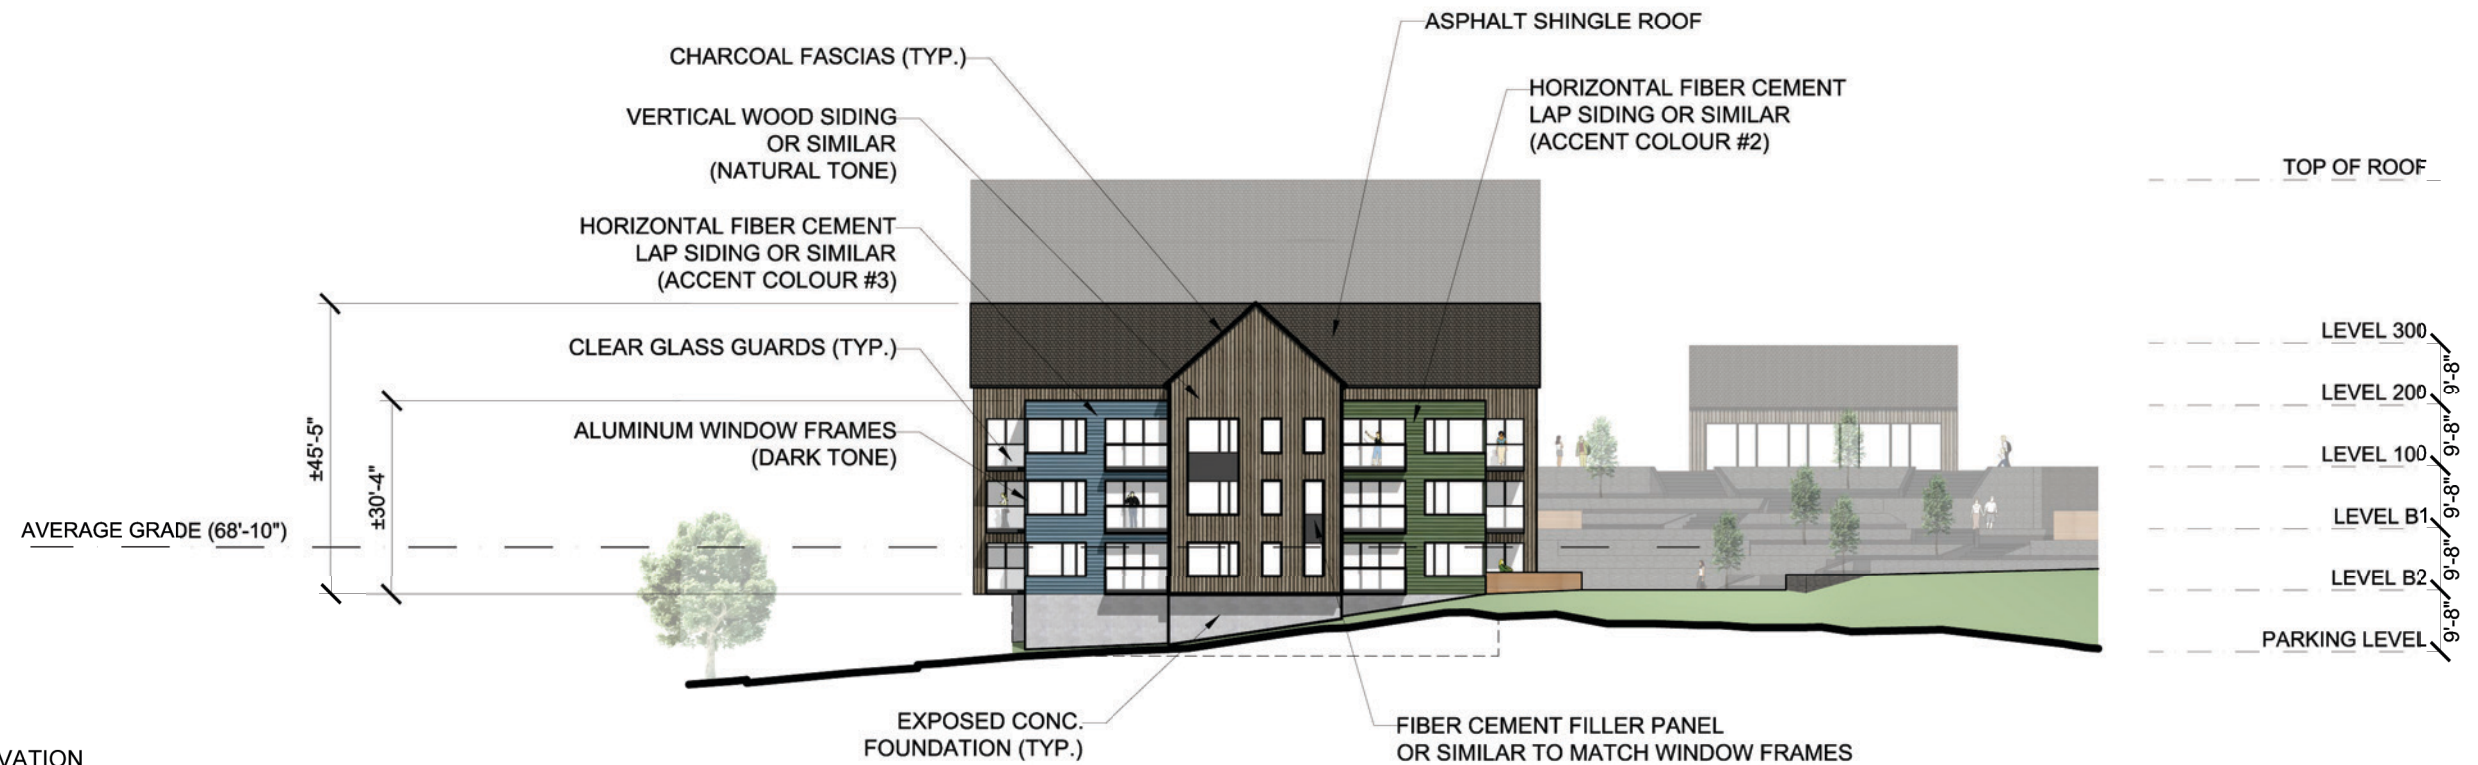 ASPHALT SHINGLE ROOF
CHARCOAL FASCIAS (TYP.)
HORIZONTAL FIBER CEMENT
LAP SIDING OR SIMILAR
(ACCENT COLOUR #2)
VERTICAL WOOD SIDING
OR SIMILAR
(NATURAL TONE)
TOP OF ROOF
HORIZONTAL FIBER CEMENT
LAP SIDING OR SIMILAR
(ACCENT COLOUR #3)
CLEAR GLASS GUARDS (TYP.)
ALUMINUM WINDOW FRAMES
(DARK TONE)
±45'-5"
±30'-4"
AVERAGE GRADE (68'-10")
LEVEL 300
9'-8"
LEVEL 200
9'-8"
LEVEL 100
9'-8"
LEVEL B1
9'-8"
LEVEL B2
9'-8"
PARKING LEVEL
EXPOSED CONC.
FOUNDATION (TYP.)
FIBER CEMENT FILLER PANEL
OR SIMILAR TO MATCH WINDOW FRAMES
VATION